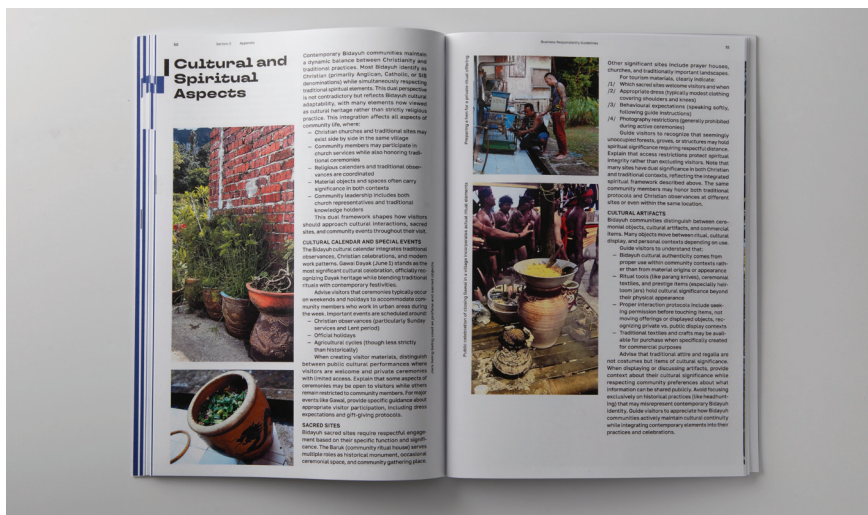 Section 2
Appendix
Cultural and
Spiritual
Aspects
Contemporary Bidayuh communities maintain
a dynamic balance between Christianity and
traditional practices. Most Bidayuh identify as
Christian (primarily Anglican, Catholic, or SIB
denominations) while simultaneously respecting
traditional spiritual elements. This dual perspective
is not contradictory but reflects Bidayuh cultural
adaptability, with many elements now viewed
as cultural heritage rather than strictly religious
practice. This integration affects all aspects of
community life, where:
— Christian churches and traditional sites may
exist side by side in the same village
— Community members may participate in
church services while also honoring tradi-
tional ceremonies
— Religious calendars and traditional obser-
vances are coordinated
— Material objects and spaces often carry
significance in both contexts
— Community leadership includes both
church representatives and traditional
knowledge holders
This dual framework shapes how visitors
should approach cultural interactions, sacred
sites, and community events throughout their visit.
CULTURAL CALENDAR AND SPECIAL EVENTS
The Bidayuh cultural calendar integrates traditional
observances, Christian celebrations, and modern
work patterns. Gawai Dayak (June 1) stands as the
most significant cultural celebration, officially rec-
ognizing Dayak heritage while blending traditional
rituals with contemporary festivities.
Advise visitors that ceremonies typically occur
on weekends and holidays to accommodate com-
munity members who work in urban areas during
the week. Important events are scheduled around:
— Christian observances (particularly Sunday
services and Lent period)
— Official holidays
— Agricultural cycles (though less strictly
than historically)
When creating visitor materials, distinguish
between public cultural performances where
visitors are welcome and private ceremonies
with limited access. Explain that some aspects of
ceremonies may be open to visitors while others
remain restricted to community members. For major
events like Gawai, provide specific guidance about
appropriate visitor participation, including dress
expectations and gift-giving protocols.
SACRED SITES
Bidayuh sacred sites require respectful engage-
ment based on their specific function and signifi-
cance. The Baruk (community ritual house) serves
multiple roles as historical monument, occasional
ceremonial space, and community gathering place.
Business Responsibility Guidelines
Other significant sites include prayer houses,
churches, and traditionally important landscapes.
For tourism materials, clearly indicate:
/1/ Which sacred sites welcome visitors and when
/2/ Appropriate dress (typically modest clothing
covering shoulders and knees)
/3/ Behavioural expectations (speaking softly,
following guide instructions)
/4/ Photography restrictions (generally prohibited
during active ceremonies)
Guide visitors to recognize that seemingly
unoccupied forests, groves, or structures may hold
spiritual significance requiring respectful distance.
Explain that access restrictions protect spiritual
integrity rather than excluding visitors. Note that
many sites have dual significance in both Christian
and traditional contexts, reflecting the integrated
spiritual framework described above. The same
community members may honor both traditional
protocols and Christian observances at different
sites or even within the same location.
CULTURAL ARTIFACTS
Bidayuh communities distinguish between cere-
monial objects, cultural artifacts, and commercial
items. Many objects move between ritual, cultural
display, and personal contexts depending on use.
Guide visitors to understand that:
— Bidayuh cultural authenticity comes from
proper use within community contexts rath-
er than from material origins or appearance
— Ritual tools (like parang knives), ceremonial
textiles, and prestige items (especially heir-
loom jars) hold cultural significance beyond
their physical appearance
— Proper interaction protocols include seek-
ing permission before touching items, not
moving offerings or displayed objects, rec-
ognizing private vs. public display contexts
— Traditional textiles and crafts may be avail-
able for purchase when specifically created
for commercial purposes
Advise that traditional attire and regalia are
not costumes but items of cultural significance.
When displaying or discussing artifacts, provide
context about their cultural significance while
respecting community preferences about what
information can be shared publicly. Avoid focusing
exclusively on historical practices (like headhunt-
ing) that may misrepresent contemporary Bidayuh
identity. Guide visitors to appreciate how Bidayuh
communities actively maintain cultural continuity
while integrating contemporary elements into their
practices and celebrations.